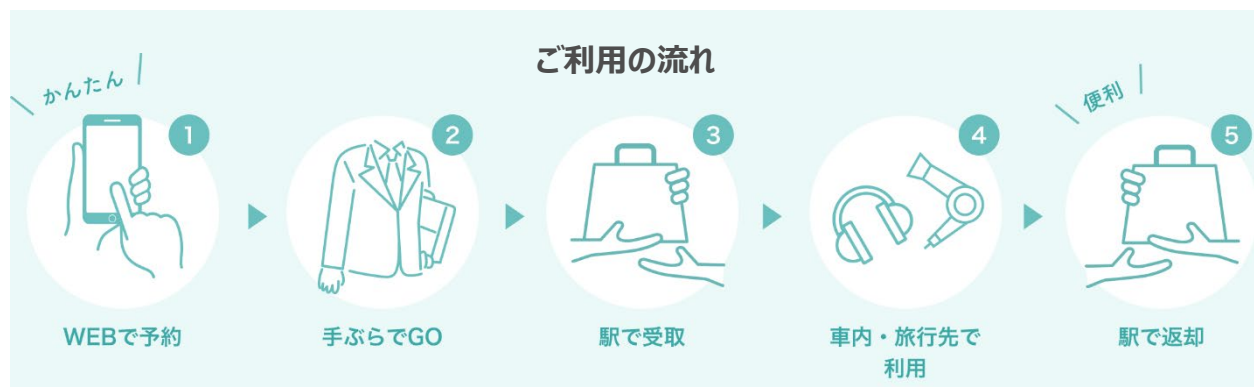 ご利用の流れ
かんたん
1
WEBで予約
2
手ぶらでGO
3
駅で受取
4
車内・旅行先で
利用
便利
5
駅で返却